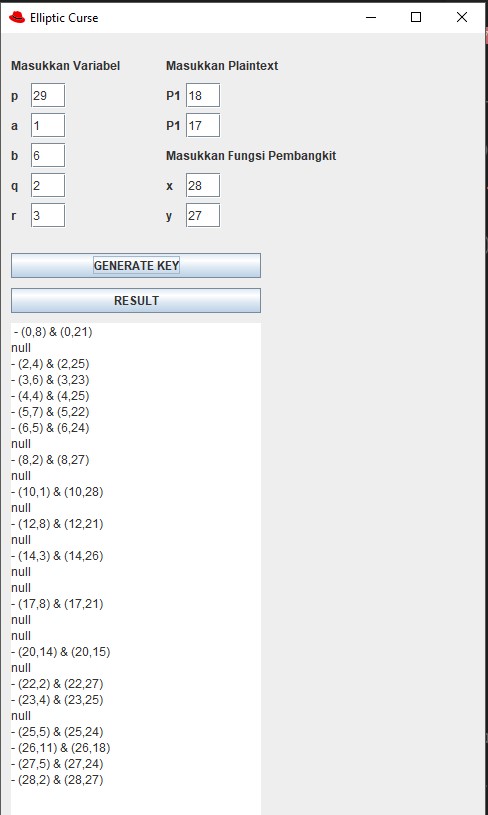 Elliptic Curse
Masukkan Variabel Masukkan Plaintext
p 29 P1 18
a 1 P1 17
b 6 Masukkan Fungsi Pembangkit
q 2 x 28
r 3 y 27
GENERATE KEY
RESULT
- (0,8) & (0,21)
null
- (2,4) & (2,25)
- (3,6) & (3,23)
- (4,4) & (4,25)
- (5,7) & (5,22)
- (6,5) & (6,24)
null
- (8,2) & (8,27)
null
- (10,1) & (10,28)
null
- (12,8) & (12,21)
null
- (14,3) & (14,26)
null
null
- (17,8) & (17,21)
null
null
- (20,14) & (20,15)
null
- (22,2) & (22,27)
- (23,4) & (23,25)
null
- (25,5) & (25,24)
- (26,11) & (26,18)
- (27,5) & (27,24)
- (28,2) & (28,27)